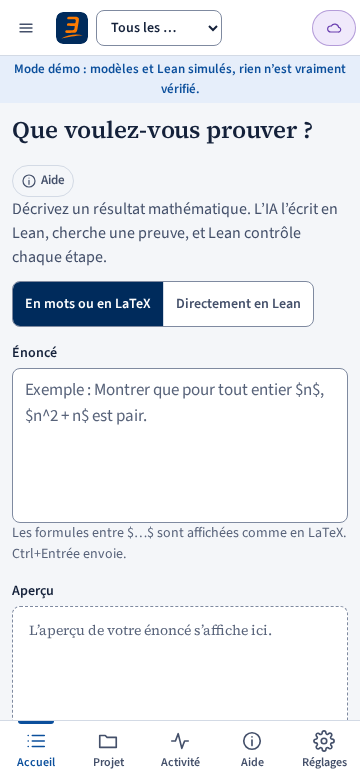 Tous les ...
Mode démo : modèles et Lean simulés, rien n’est vraiment
vérifié.
Que voulez-vous prouver ?
Aide
Décrivez un résultat mathématique. L’IA l’écrit en
Lean, cherche une preuve, et Lean contrôle
chaque étape.
En mots ou en LaTeX
Directement en Lean
Énoncé
Exemple : Montrer que pour tout entier $n$,
$n^2 + n$ est pair.
Les formules entre $…$ sont affichées comme en LaTeX.
Ctrl+Entrée envoie.
Aperçu
L’aperçu de votre énoncé s’affiche ici.
Accueil
Projet
Activité
Aide
Réglages